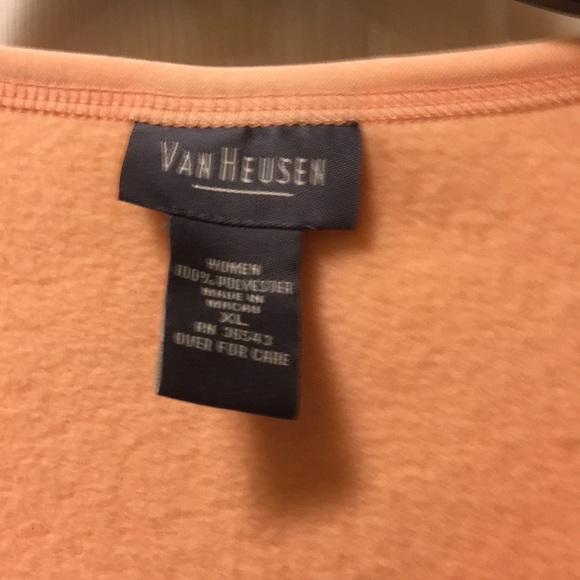 VAN HEUSEN
WOMEN
100% POLYESTER
MADE IN
MACAU
XL
RN 36543
OVER FOR CARE